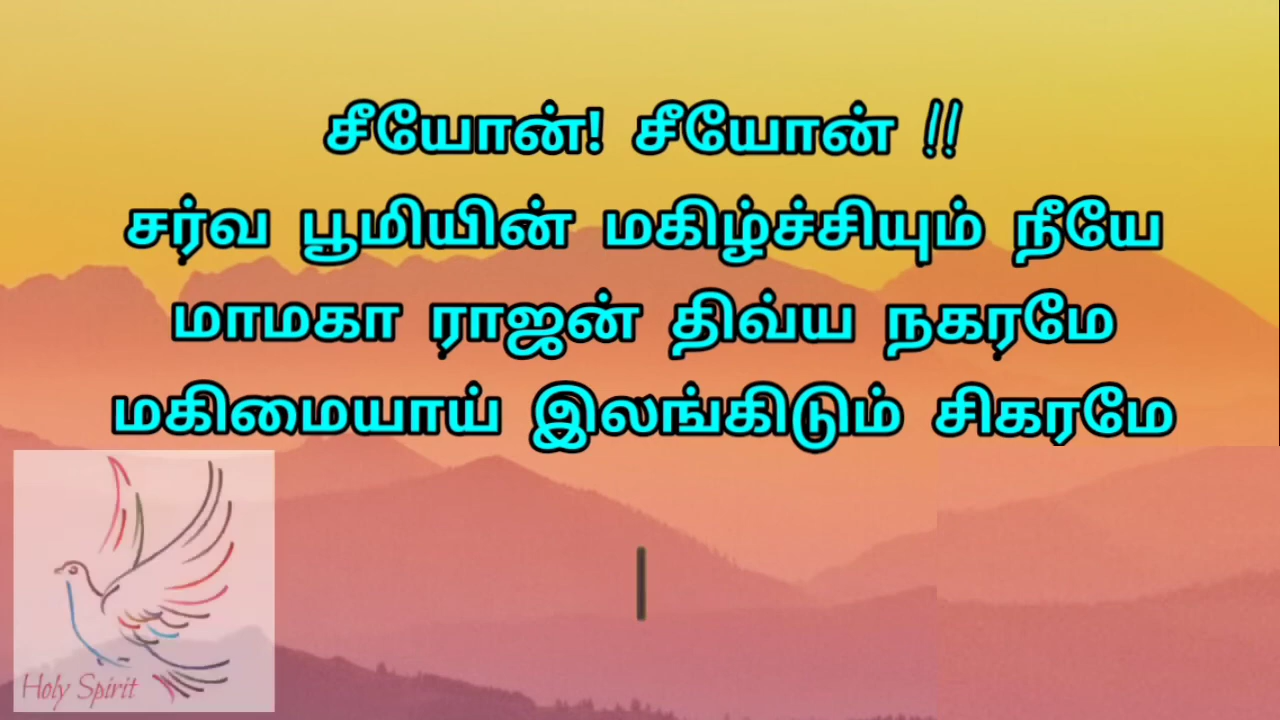 சீயோன்! சீயோன் !!
சர்வ பூமியின் மகிழ்ச்சியும் நீயே
மாமகா ராஜன் திவ்ய நகரமே
மகிமையாய் இலங்கிடும் சிகரமே
Holy Spirit